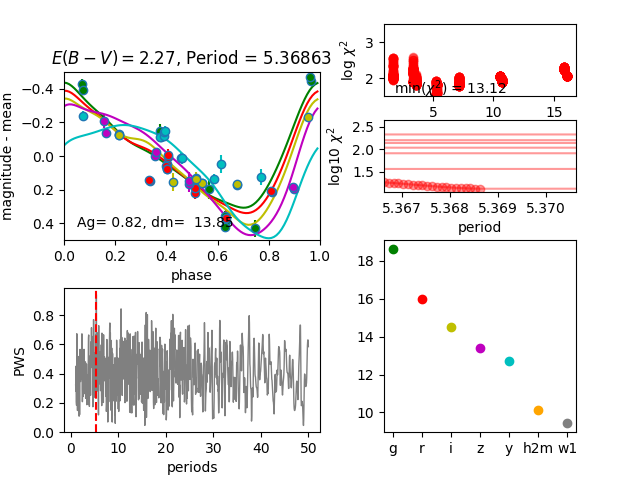 E(B − V) = 2.27, Period = 5.36863
magnitude - mean
−0.4
−0.2
0.0
0.2
0.4
Ag= 0.82, dm= 13.85
0.0 0.2 0.4 0.6 0.8 1.0
phase
log χ²
3
2
min(χ²) = 13.12
5 10 15
log10 χ²
2.5
2.0
1.5
5.367 5.368 5.369 5.370
period
PWS
0.8
0.6
0.4
0.2
0.0
0 10 20 30 40 50
periods
18
16
14
12
10
g r i z y h2m w1